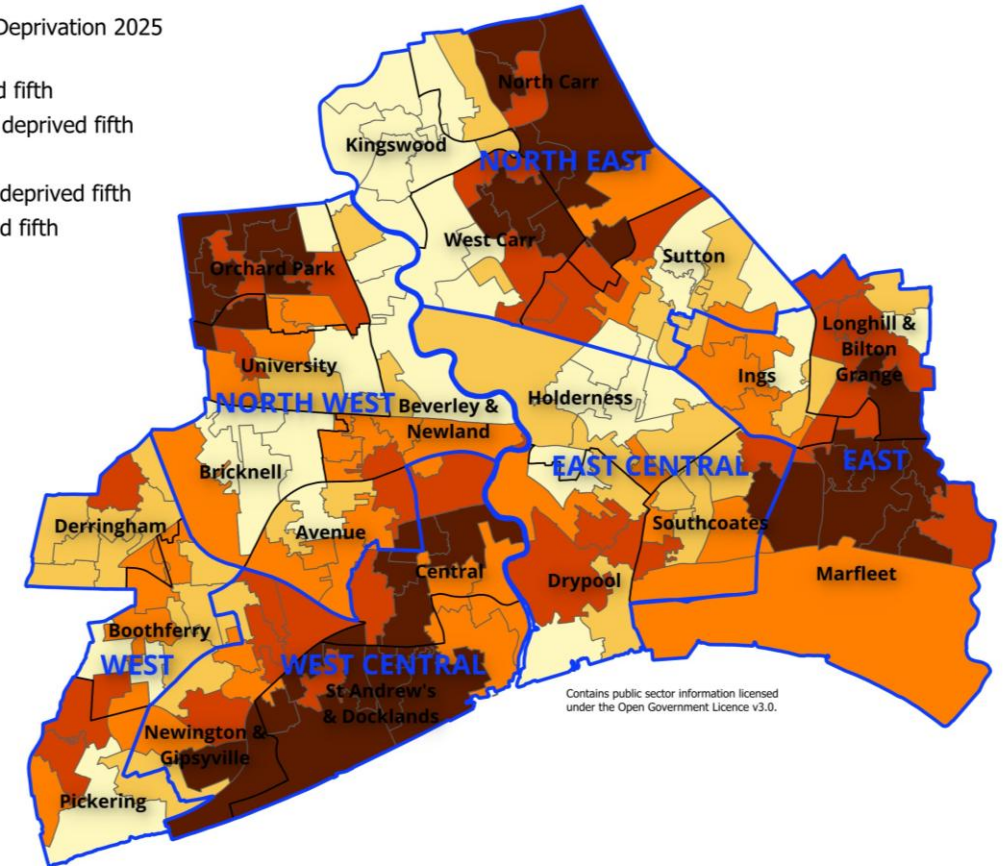 Deprivation 2025
d fifth
deprived fifth
deprived fifth
d fifth
North Carr
Kingswood
NORTH EAST
West Carr
Sutton
Orchard Park
Longhill &
Bilton
Grange
University
Ings
NORTH WEST
Beverley &
Newland
Holderness
Bricknell
EAST CENTRAL
EAST
Derringham
Avenue
Southcoates
Central
Drypool
Marfleet
Boothferry
WEST
WEST CENTRAL
St Andrew's
& Docklands
Contains public sector information licensed
under the Open Government Licence v3.0.
Newington &
Gipsyville
Pickering